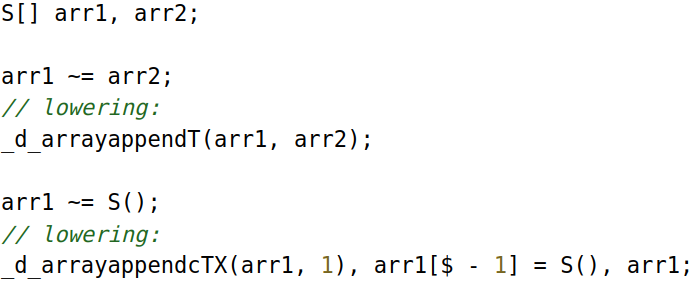 S[] arr1, arr2;
arr1 ~= arr2;
// lowering:
_d_arrayappendT(arr1, arr2);
arr1 ~= S();
// lowering:
_d_arrayappendcTX(arr1, 1), arr1[$ - 1] = S(), arr1;